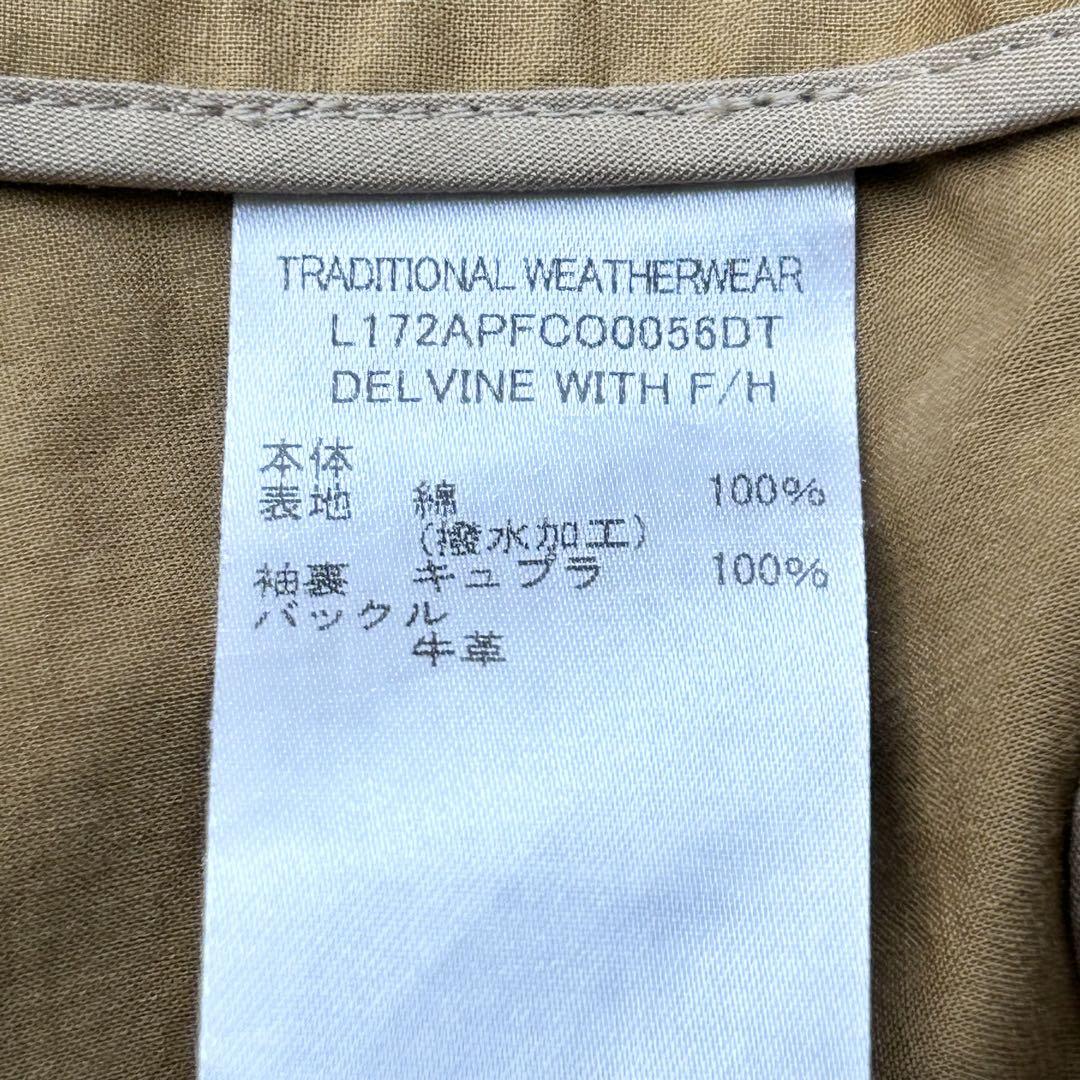 TRADITIONAL WEATHERWEAR
L172APFCO0056DT
DELVINE WITH F/H
本体
表地 綿 100%
(撥水加工)
袖裏 キュプラ 100%
バックル
牛革